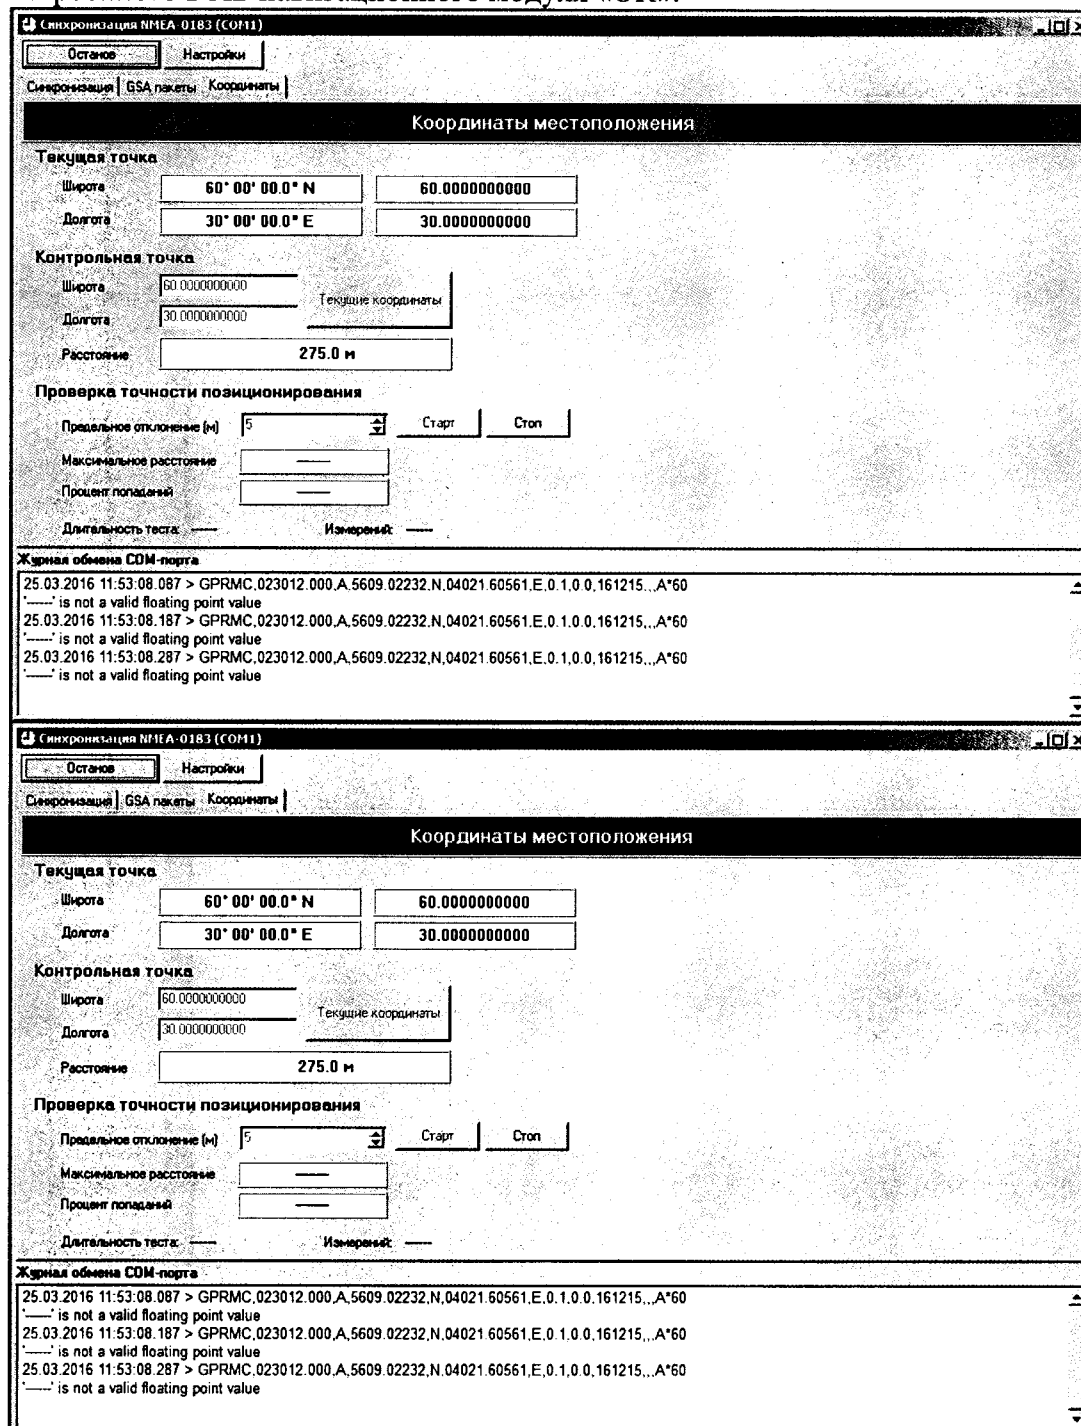 Синхронизация NMEA-0183 (COM1)
Останов Настройки
Синхронизация GSA пакеты Координаты
Координаты местоположения
Текущая точка
Широта 60° 00' 00.0" N 60.0000000000
Долгота 30° 00' 00.0" E 30.0000000000
Контрольная точка
Широта 60.0000000000
Текущие координаты
Долгота 30.0000000000
Расстояние 275.0 м
Проверка точности позиционирования
Предельное отклонение (м) 5 Старт Стоп
Максимальное расстояние -----
Процент попаданий -----
Длительность теста: ----- Измерений: -----
Журнал обмена COM-порта
25.03.2016 11:53:08.087 > GPRMC,023012.000,A,5609.02232,N,04021.60561,E,0.1,0.0,161215,,,A*60
'-----' is not a valid floating point value
25.03.2016 11:53:08.187 > GPRMC,023012.000,A,5609.02232,N,04021.60561,E,0.1,0.0,161215,,,A*60
'-----' is not a valid floating point value
25.03.2016 11:53:08.287 > GPRMC,023012.000,A,5609.02232,N,04021.60561,E,0.1,0.0,161215,,,A*60
'-----' is not a valid floating point value
Синхронизация NMEA-0183 (COM1)
Останов Настройки
Синхронизация GSA пакеты Координаты
Координаты местоположения
Текущая точка
Широта 60° 00' 00.0" N 60.0000000000
Долгота 30° 00' 00.0" E 30.0000000000
Контрольная точка
Широта 60.0000000000
Текущие координаты
Долгота 30.0000000000
Расстояние 275.0 м
Проверка точности позиционирования
Предельное отклонение (м) 5 Старт Стоп
Максимальное расстояние -----
Процент попаданий -----
Длительность теста: ----- Измерений: -----
Журнал обмена COM-порта
25.03.2016 11:53:08.087 > GPRMC,023012.000,A,5609.02232,N,04021.60561,E,0.1,0.0,161215,,,A*60
'-----' is not a valid floating point value
25.03.2016 11:53:08.187 > GPRMC,023012.000,A,5609.02232,N,04021.60561,E,0.1,0.0,161215,,,A*60
'-----' is not a valid floating point value
25.03.2016 11:53:08.287 > GPRMC,023012.000,A,5609.02232,N,04021.60561,E,0.1,0.0,161215,,,A*60
'-----' is not a valid floating point value